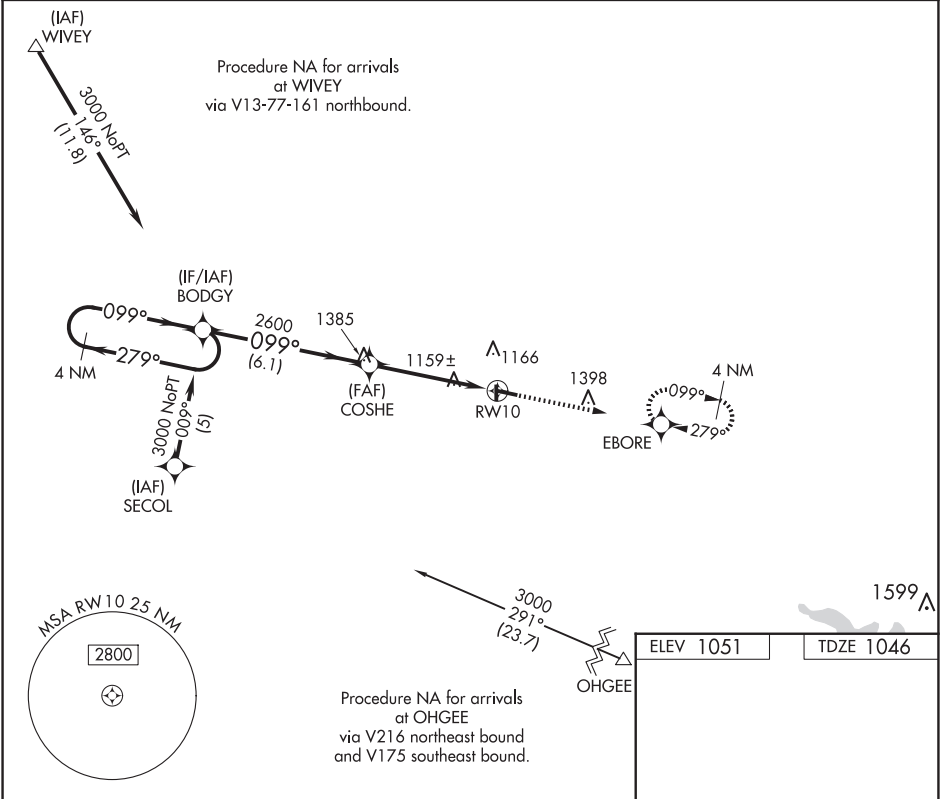 (IAF)
WIVEY
Procedure NA for arrivals
at WIVEY
via V13-77-161 northbound.
3000 NoPT
146°
(11.8)
(IF/IAF)
BODGY
099°
279°
4 NM
2600
099°
(6.1)
1385
1159±
1166
1398
(FAF)
COSHE
RW10
4 NM
099°
279°
EBORE
3000 NoPT
009°
(5)
(IAF)
SECOL
3000
291°
(23.7)
OHGEE
1599
MSA RW10 25 NM
2800
Procedure NA for arrivals
at OHGEE
via V216 northeast bound
and V175 southeast bound.
ELEV 1051
TDZE 1046